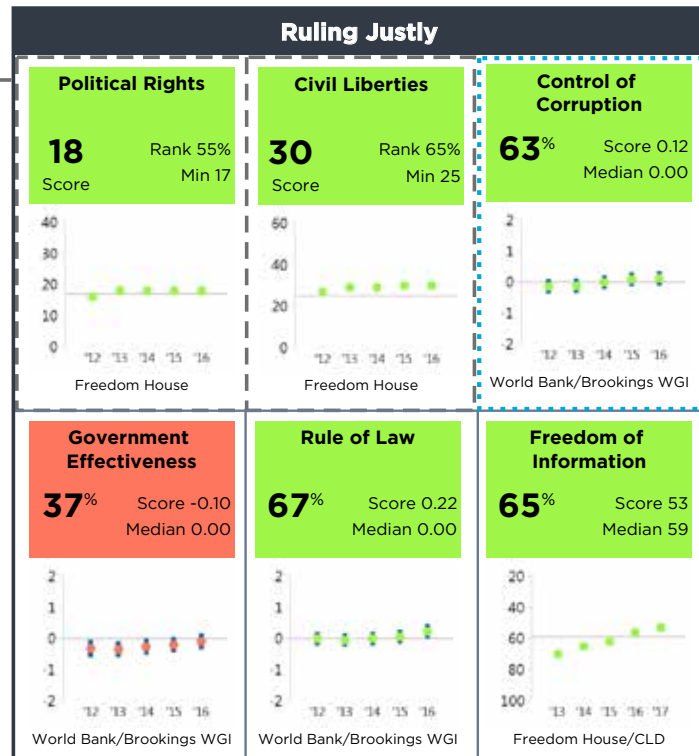 Ruling Justly
Political Rights
18
Score
Rank 55%
Min 17
40
30
20
10
0
'12 '13 '14 '15 '16
Freedom House
Civil Liberties
30
Score
Rank 65%
Min 25
60
40
20
0
'12 '13 '14 '15 '16
Freedom House
Control of
Corruption
63%
Score 0.12
Median 0.00
2
1
0
-1
-2
'12 '13 '14 '15 '16
World Bank/Brookings WGI
Government
Effectiveness
37%
Score -0.10
Median 0.00
2
1
0
-1
-2
'12 '13 '14 '15 '16
World Bank/Brookings WGI
Rule of Law
67%
Score 0.22
Median 0.00
2
1
0
-1
-2
'12 '13 '14 '15 '16
World Bank/Brookings WGI
Freedom of
Information
65%
Score 53
Median 59
20
40
60
80
100
'13 '14 '15 '16 '17
Freedom House/CLD